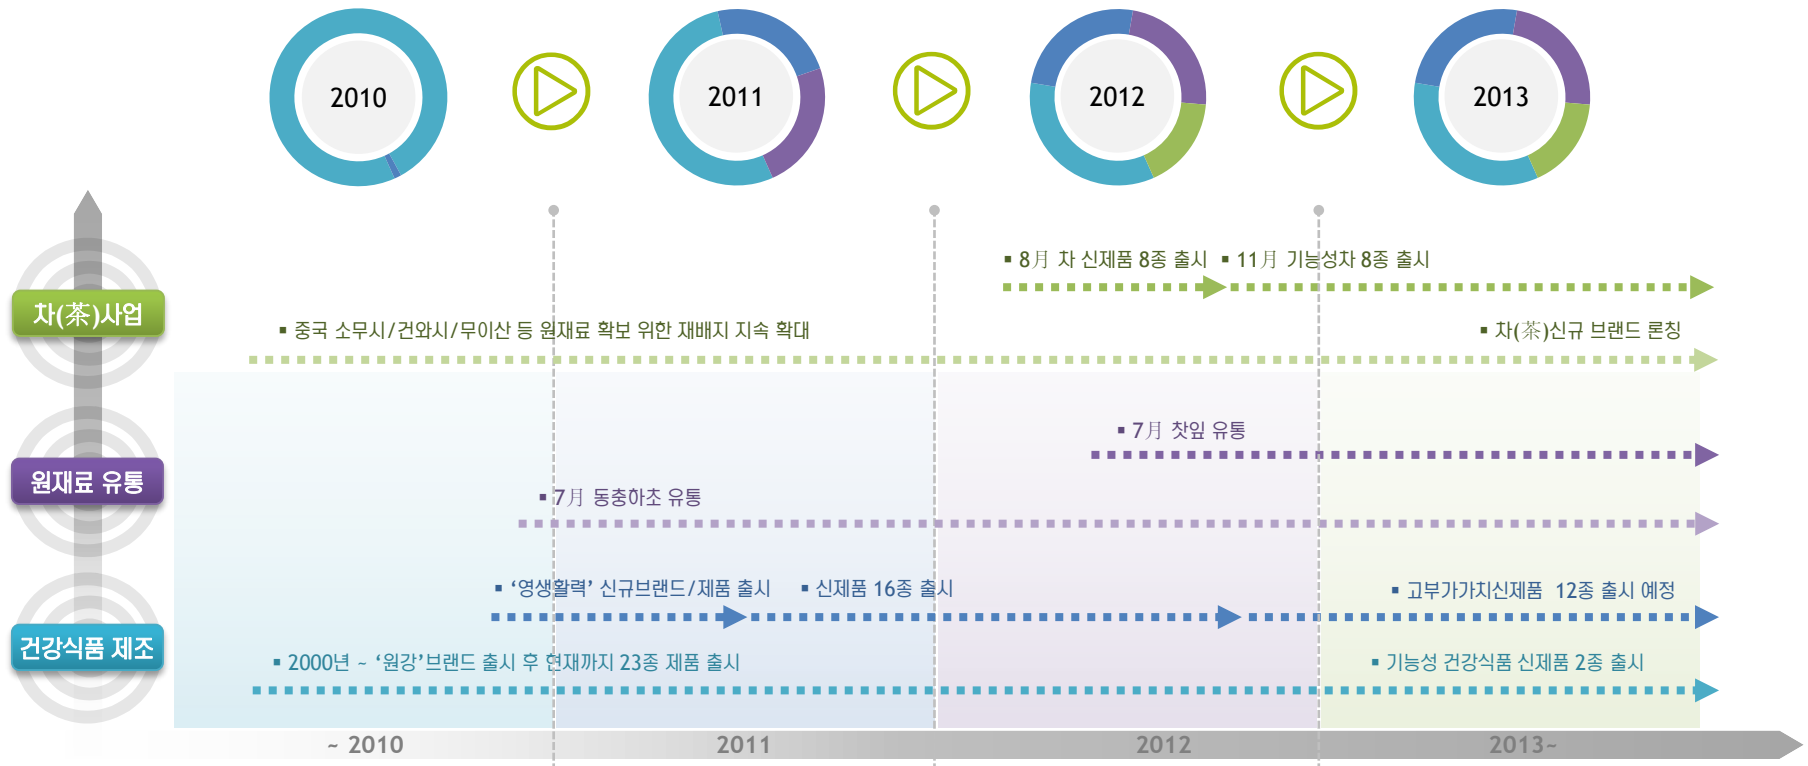 2010
2011
2012
2013
▪ 8月 차 신제품 8종 출시 ▪ 11月 기능성차 8종 출시
차(茶)사업
▪ 중국 소무시/건와시/무이산 등 원재료 확보 위한 재배지 지속 확대
▪ 차(茶)신규 브랜드 론칭
▪ 7月 찻잎 유통
원재료 유통
▪ 7月 동충하초 유통
▪ ‘영생활력’ 신규브랜드/제품 출시
▪ 신제품 16종 출시
▪ 고부가가치신제품 12종 출시 예정
건강식품 제조
▪ 2000년 ~ ‘원강’브랜드 출시 후 현재까지 23종 제품 출시
▪ 기능성 건강식품 신제품 2종 출시
~ 2010
2011
2012
2013~